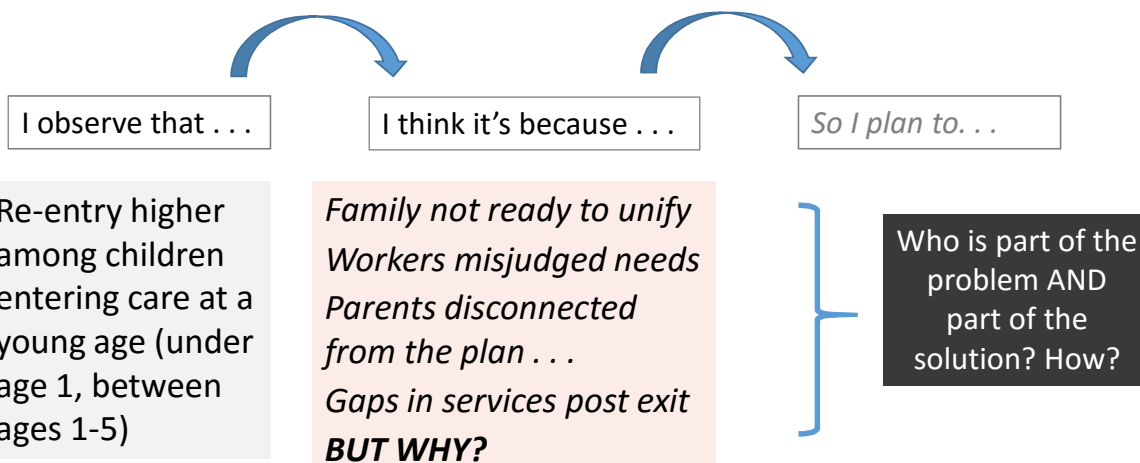 I observe that . . .
I think it's because . . .
So I plan to. . .
Re-entry higher
among children
entering care at a
young age (under
age 1, between
ages 1-5)
Family not ready to unify
Workers misjudged needs
Parents disconnected
from the plan . . .
Gaps in services post exit
BUT WHY?
Who is part of the
problem AND
part of the
solution? How?